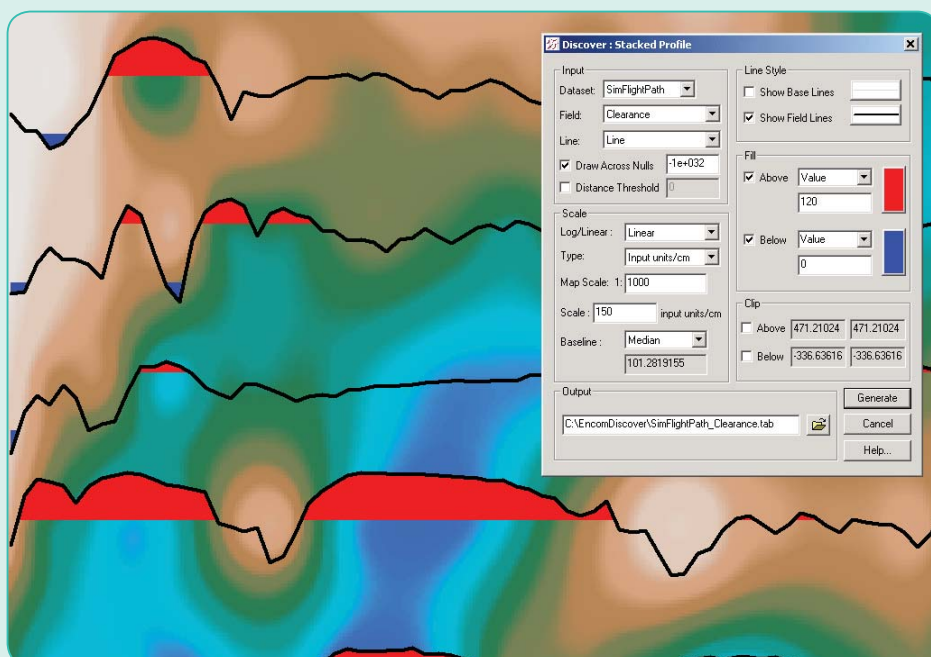 Discover : Stacked Profile
Input
Dataset: SimFlightPath
Field: Clearance
Line: Line
Draw Across Nulls -1e+032
Distance Threshold 0
Scale
Log/Linear : Linear
Type: Input units/cm
Map Scale: 1: 1000
Scale : 150 input units/cm
Baseline : Median
101.2819155
Line Style
Show Base Lines
Show Field Lines
Fill
Above Value
120
Below Value
0
Clip
Above 471.21024 471.21024
Below -336.63616 -336.63616
Output
C:\EncomDiscover\SimFlightPath_Clearance.tab
Generate
Cancel
Help...